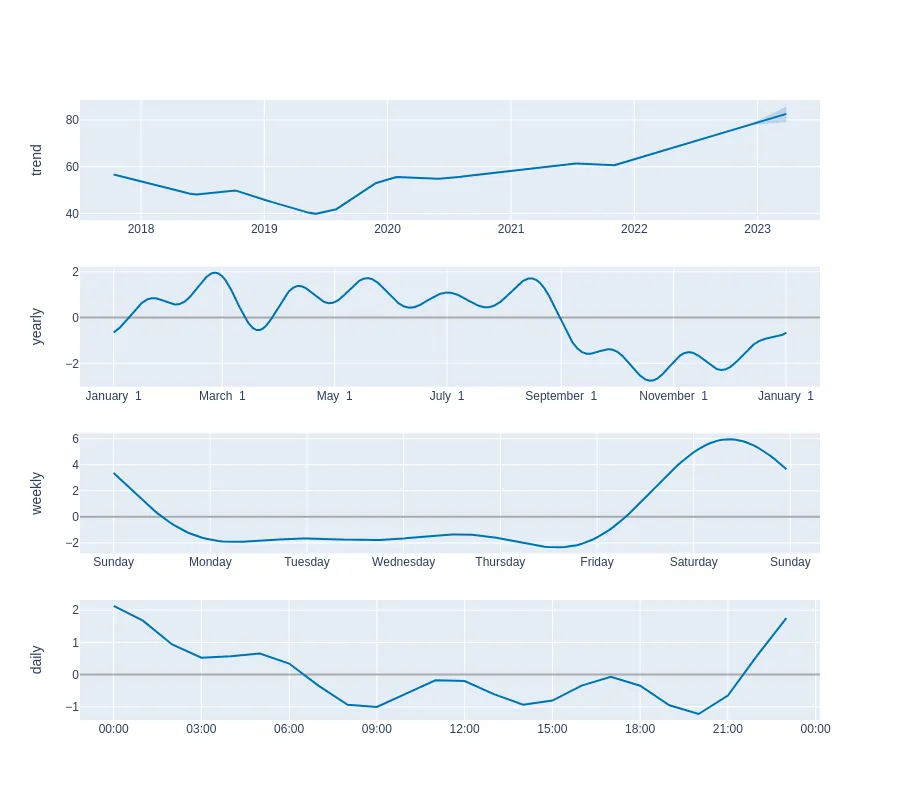 trend
80
60
40
2018 2019 2020 2021 2022 2023
yearly
2
0
−2
January 1 March 1 May 1 July 1 September 1 November 1 January 1
weekly
6
4
2
0
−2
Sunday Monday Tuesday Wednesday Thursday Friday Saturday Sunday
daily
2
1
0
−1
00:00 03:00 06:00 09:00 12:00 15:00 18:00 21:00 00:00